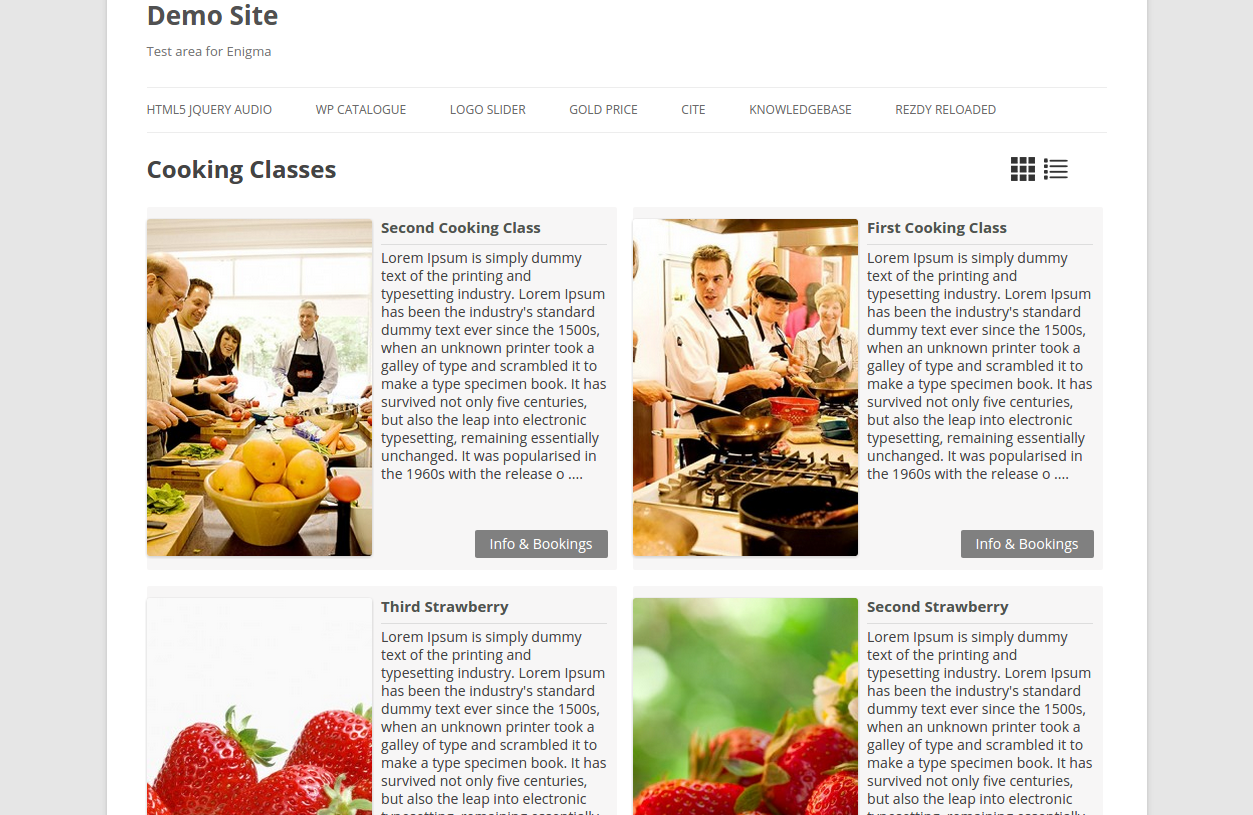 Demo Site
Test area for Enigma
HTML5 JQUERY AUDIO WP CATALOGUE LOGO SLIDER GOLD PRICE CITE KNOWLEDGEBASE REZDY RELOADED
Cooking Classes
Second Cooking Class
Lorem Ipsum is simply dummy
text of the printing and
typesetting industry. Lorem Ipsum
has been the industry's standard
dummy text ever since the 1500s,
when an unknown printer took a
galley of type and scrambled it to
make a type specimen book. It has
survived not only five centuries,
but also the leap into electronic
typesetting, remaining essentially
unchanged. It was popularised in
the 1960s with the release o ....
Info & Bookings
First Cooking Class
Lorem Ipsum is simply dummy
text of the printing and
typesetting industry. Lorem Ipsum
has been the industry's standard
dummy text ever since the 1500s,
when an unknown printer took a
galley of type and scrambled it to
make a type specimen book. It has
survived not only five centuries,
but also the leap into electronic
typesetting, remaining essentially
unchanged. It was popularised in
the 1960s with the release o ....
Info & Bookings
Third Strawberry
Lorem Ipsum is simply dummy
text of the printing and
typesetting industry. Lorem Ipsum
has been the industry's standard
dummy text ever since the 1500s,
when an unknown printer took a
galley of type and scrambled it to
make a type specimen book. It has
survived not only five centuries,
but also the leap into electronic
typesetting, remaining essentially
Second Strawberry
Lorem Ipsum is simply dummy
text of the printing and
typesetting industry. Lorem Ipsum
has been the industry's standard
dummy text ever since the 1500s,
when an unknown printer took a
galley of type and scrambled it to
make a type specimen book. It has
survived not only five centuries,
but also the leap into electronic
typesetting, remaining essentially